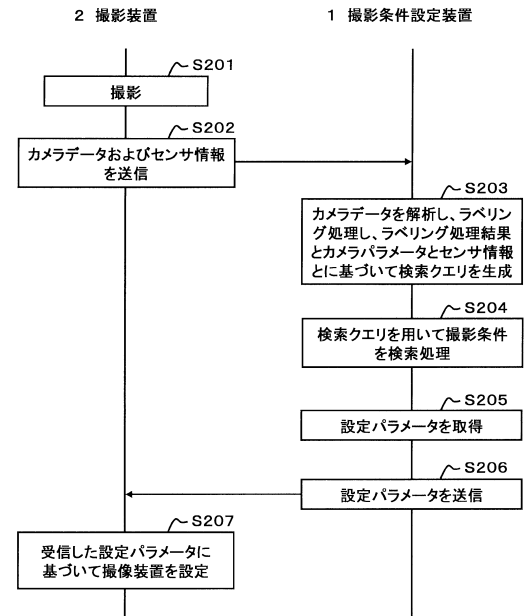 2 撮影装置
1 撮影条件設定装置
S201
撮影
S202
カメラデータおよびセンサ情報
を送信
S203
カメラデータを解析し、ラベリン
グ処理し、ラベリング処理結果
とカメラパラメータとセンサ情報
とに基づいて検索クエリを生成
S204
検索クエリを用いて撮影条件
を検索処理
S205
設定パラメータを取得
S206
設定パラメータを送信
S207
受信した設定パラメータに
基づいて撮像装置を設定